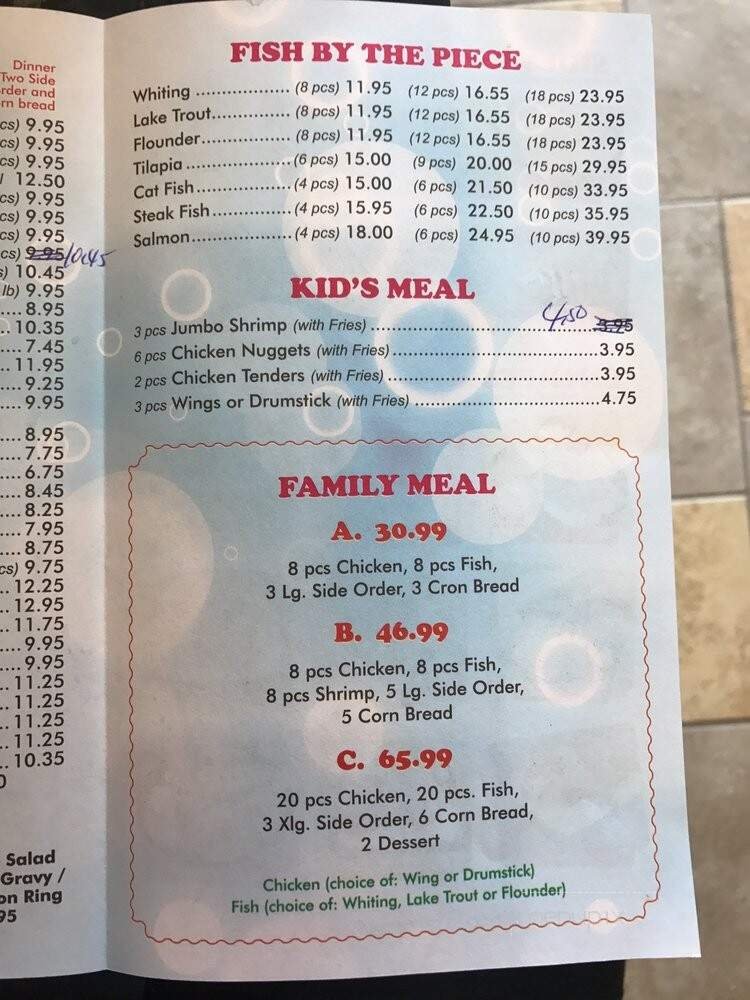 Dinner
Two Side
rder and
rn bread
cs) 9.95
cs) 9.95
cs) 9.95
12.50
cs) 9.95
cs) 9.95
cs) 9.95
cs) 9.95 10.45
s) 10.45
lb) 9.95
.... 8.95
... 10.35
.... 7.45
... 11.95
.... 9.25
.... 9.95
.... 8.95
.... 7.75
.... 6.75
.... 8.45
.... 8.25
.... 7.95
.... 8.75
cs) 9.75
.. 12.25
.. 12.95
.. 11.75
.... 9.95
.... 9.95
.. 11.25
.. 11.25
.. 11.25
.. 11.25
.. 10.35
Salad
Gravy /
on Ring
95
FISH BY THE PIECE
Whiting .................. (8 pcs) 11.95 (12 pcs) 16.55 (18 pcs) 23.95
Lake Trout............... (8 pcs) 11.95 (12 pcs) 16.55 (18 pcs) 23.95
Flounder................. (8 pcs) 11.95 (12 pcs) 16.55 (18 pcs) 23.95
Tilapia .................... (6 pcs) 15.00 (9 pcs) 20.00 (15 pcs) 29.95
Cat Fish .................. (4 pcs) 15.00 (6 pcs) 21.50 (10 pcs) 33.95
Steak Fish............... (4 pcs) 15.95 (6 pcs) 22.50 (10 pcs) 35.95
Salmon................... (4 pcs) 18.00 (6 pcs) 24.95 (10 pcs) 39.95
KID'S MEAL
3 pcs Jumbo Shrimp (with Fries) ........................................ 4.50 3.95
6 pcs Chicken Nuggets (with Fries)........................................3.95
2 pcs Chicken Tenders (with Fries) ........................................3.95
3 pcs Wings or Drumstick (with Fries) ....................................4.75
FAMILY MEAL
A. 30.99
8 pcs Chicken, 8 pcs Fish,
3 Lg. Side Order, 3 Cron Bread
B. 46.99
8 pcs Chicken, 8 pcs Fish,
8 pcs Shrimp, 5 Lg. Side Order,
5 Corn Bread
C. 65.99
20 pcs Chicken, 20 pcs. Fish,
3 Xlg. Side Order, 6 Corn Bread,
2 Dessert
Chicken (choice of: Wing or Drumstick)
Fish (choice of: Whiting, Lake Trout or Flounder)